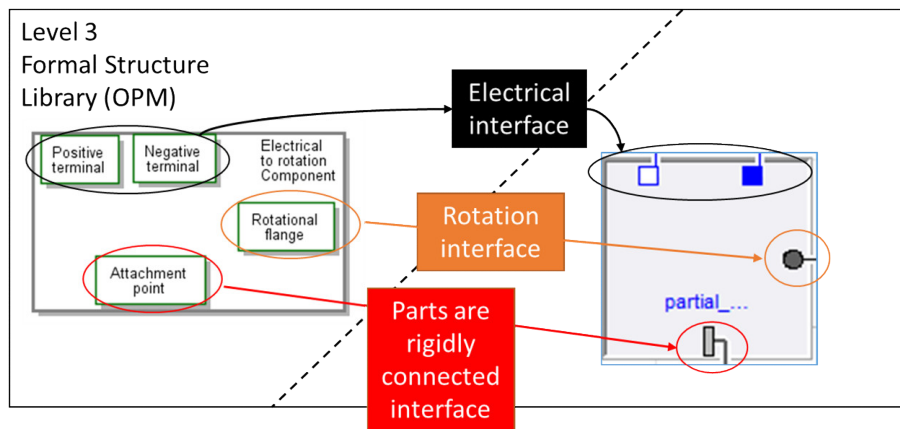 Level 3
Formal Structure
Library (OPM)
Electrical
interface
Positive
terminal
Negative
terminal
Electrical
to rotation
Component
Rotational
flange
Rotation
interface
Attachment
point
Parts are
rigidly
connected
interface
partial_...